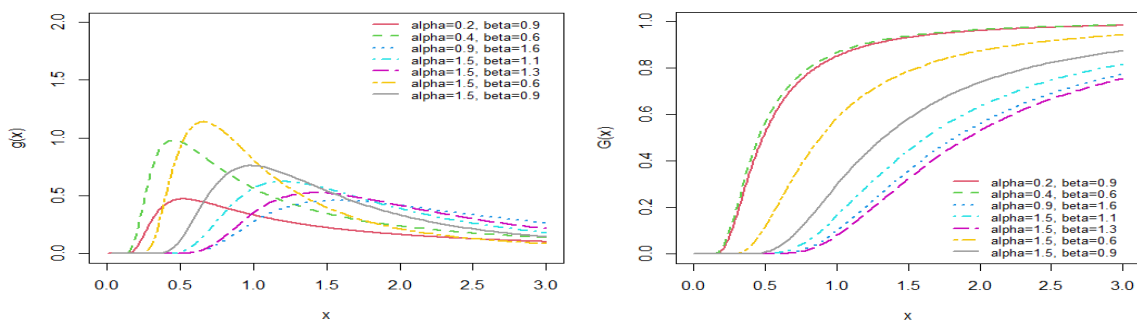 g(x)
2.0
1.5
1.0
0.5
0.0
alpha=0.2, beta=0.9
alpha=0.4, beta=0.6
alpha=0.9, beta=1.6
alpha=1.5, beta=1.1
alpha=1.5, beta=1.3
alpha=1.5, beta=0.6
alpha=1.5, beta=0.9
0.0 0.5 1.0 1.5 2.0 2.5 3.0
x
G(x)
1.0
0.8
0.6
0.4
0.2
0.0
alpha=0.2, beta=0.9
alpha=0.4, beta=0.6
alpha=0.9, beta=1.6
alpha=1.5, beta=1.1
alpha=1.5, beta=1.3
alpha=1.5, beta=0.6
alpha=1.5, beta=0.9
0.0 0.5 1.0 1.5 2.0 2.5 3.0
x